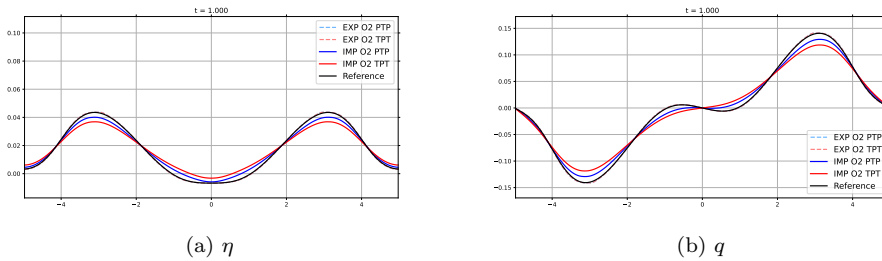 t = 1.000
0.10
0.08
0.06
0.04
0.02
0.00
−4
−2
0
2
4
EXP O2 PTP
EXP O2 TPT
IMP O2 PTP
IMP O2 TPT
Reference
(a) η
t = 1.000
0.15
0.10
0.05
0.00
−0.05
−0.10
−0.15
−4
−2
0
2
4
EXP O2 PTP
EXP O2 TPT
IMP O2 PTP
IMP O2 TPT
Reference
(b) q